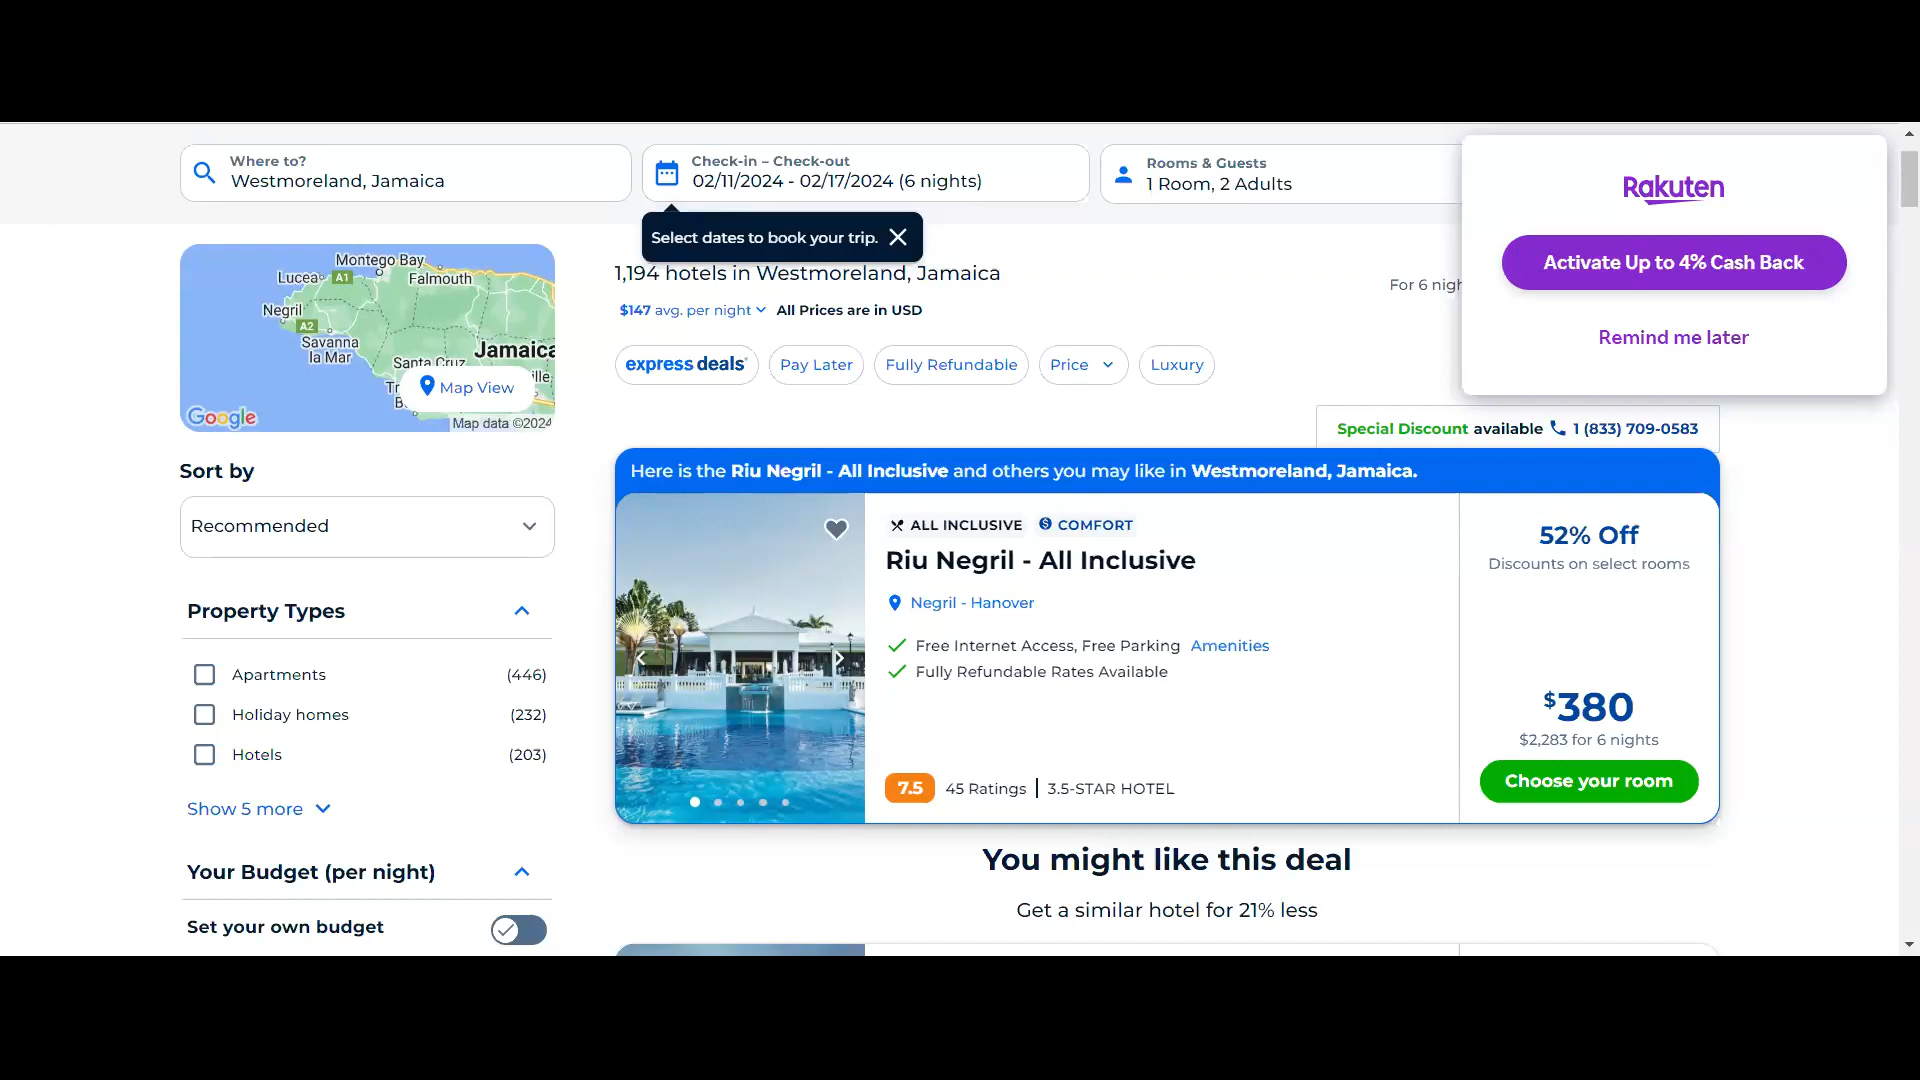 Where to?
Westmoreland, Jamaica
Check-in – Check-out
02/11/2024 - 02/17/2024 (6 nights)
Rooms & Guests
1 Room, 2 Adults
Rakuten
Activate Up to 4% Cash Back
Remind me later
Select dates to book your trip.
1,194 hotels in Westmoreland, Jamaica
For 6 nigh
$147 avg. per night
All Prices are in USD
express deals
Pay Later
Fully Refundable
Price
Luxury
Montego Bay
Lucea
A1
Falmouth
Negril
A2
Savanna
la Mar
Jamaica
Santa Cruz
Map View
Google
Map data ©2024
Special Discount available 1 (833) 709-0583
Sort by
Recommended
Property Types
Apartments (446)
Holiday homes (232)
Hotels (203)
Show 5 more
Your Budget (per night)
Set your own budget
Here is the Riu Negril - All Inclusive and others you may like in Westmoreland, Jamaica.
ALL INCLUSIVE
COMFORT
Riu Negril - All Inclusive
Negril - Hanover
Free Internet Access, Free Parking Amenities
Fully Refundable Rates Available
7.5 45 Ratings | 3.5-STAR HOTEL
52% Off
Discounts on select rooms
$380
$2,283 for 6 nights
Choose your room
You might like this deal
Get a similar hotel for 21% less